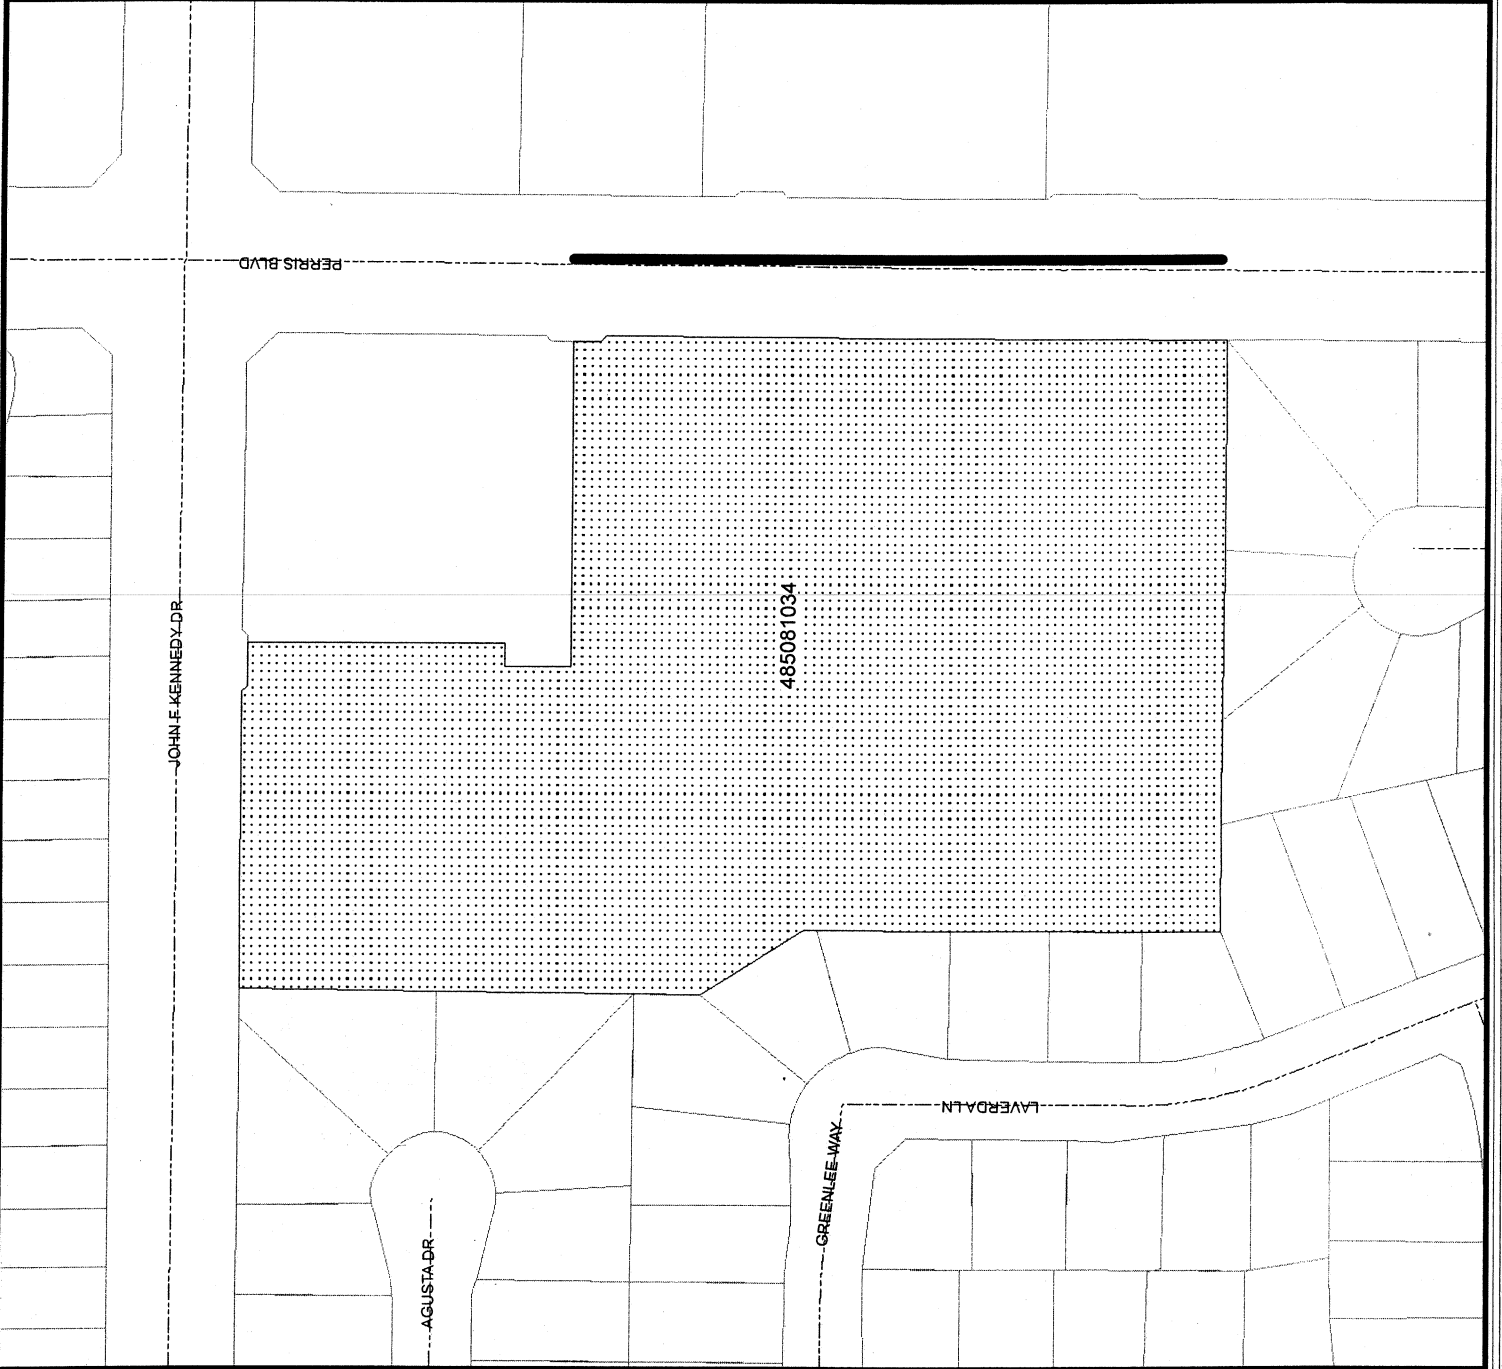 PERRIS BLVD
JOHN F KENNEDY DR
485081034
LAVERDA LN
GREENLEE WAY
AGUSTA DR